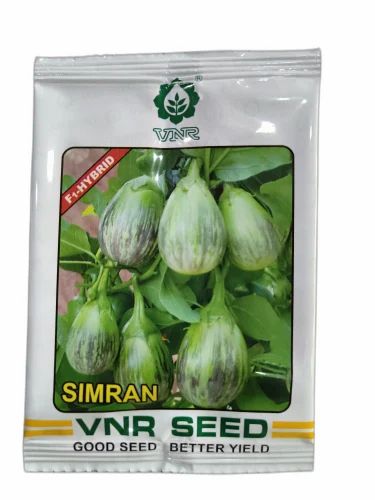 ®
VNR
F1-HYBRID
SIMRAN
VNR SEED
GOOD SEED BETTER YIELD